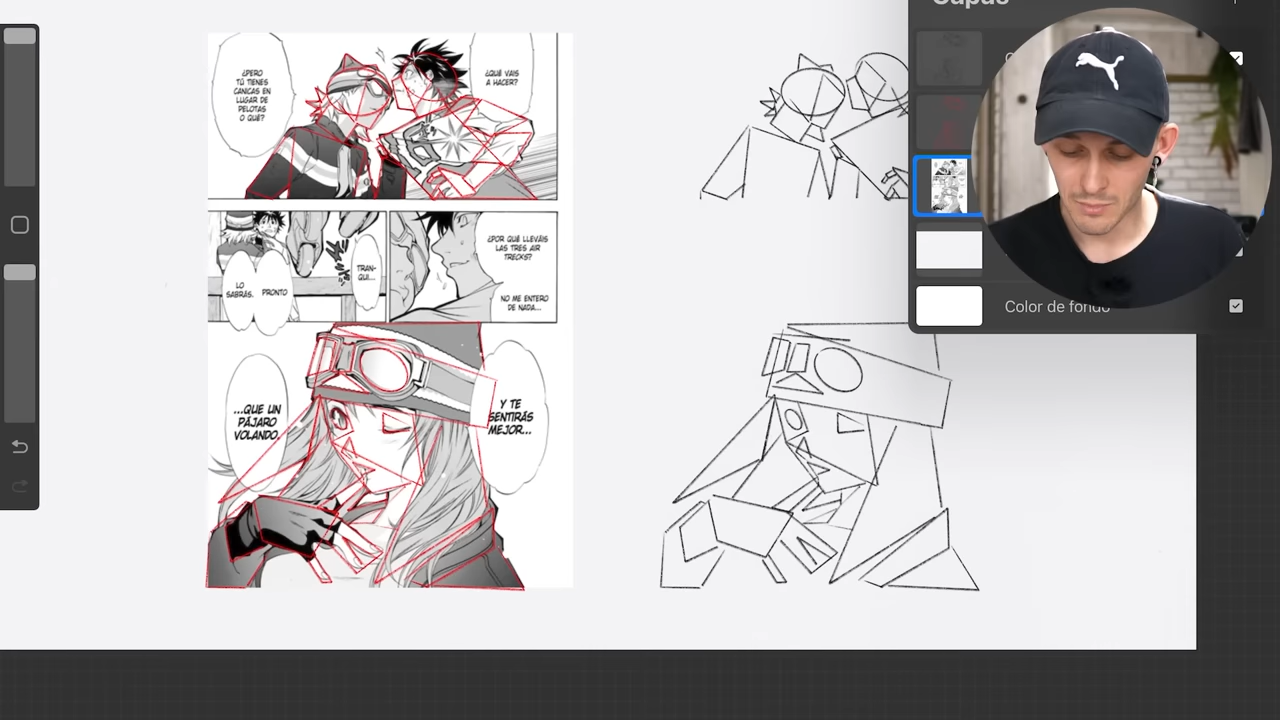 Capas
¿PERO
TÚ TIENES
CANICAS EN
LUGAR DE
PELOTAS
O QUÉ?
¿QUÉ VAIS
A HACER?
LO
SABRÁS.
PRONTO
TRAN-
QUI...
¿POR QUÉ LLEVÁIS
LAS TRES AIR
TRECKS?
NO ME ENTERO
DE NADA...
...QUE UN
PÁJARO
VOLANDO.
Y TE
SENTIRÁS
MEJOR...
Color de fondo